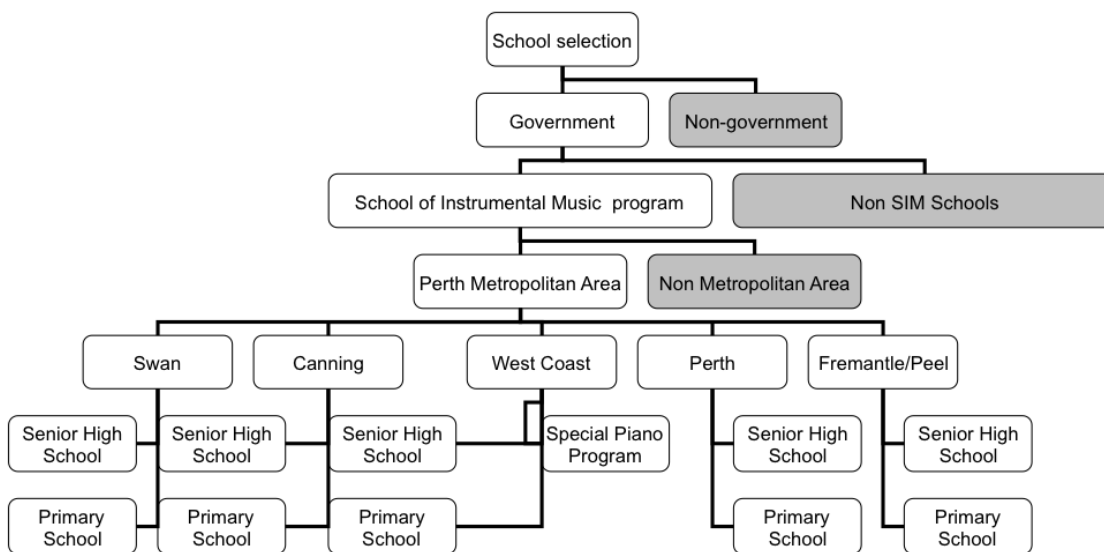 School selection
Government
Non-government
School of Instrumental Music program
Non SIM Schools
Perth Metropolitan Area
Non Metropolitan Area
Swan
Canning
West Coast
Perth
Fremantle/Peel
Senior High
School
Senior High
School
Senior High
School
Special Piano
Program
Senior High
School
Senior High
School
Primary
School
Primary
School
Primary
School
Primary
School
Primary
School